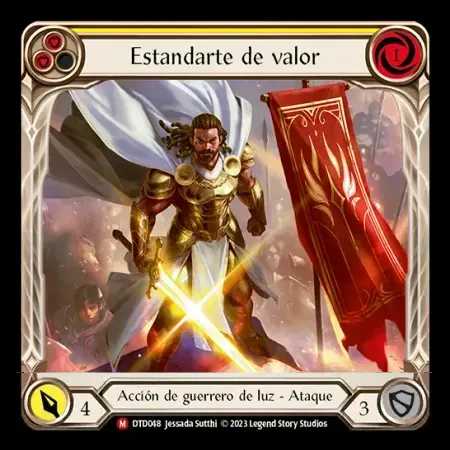 Estandarte de valor
1
4
Acción de guerrero de luz - Ataque
3
M DTD048 Jessada Sutthi © 2023 Legend Story Studios